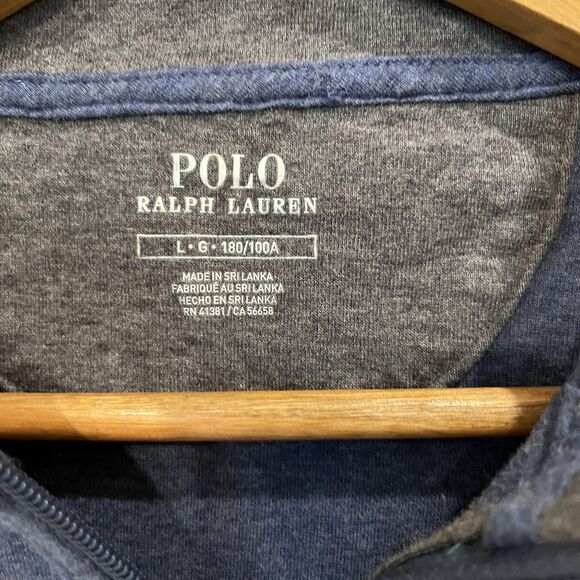 POLO
RALPH LAUREN
L • G • 180/100A
MADE IN SRI LANKA
FABRIQUÉ AU SRI LANKA
HECHO EN SRI LANKA
RN 41381 / CA 56658